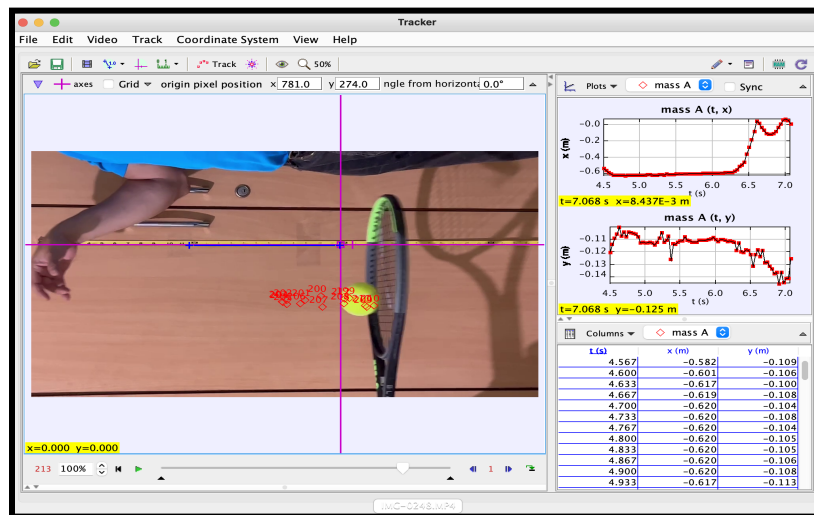 Tracker
File Edit Video Track Coordinate System View Help
Track 50%
axes Grid origin pixel position x 781.0 y 274.0 ngle from horizonta 0.0°
Plots mass A Sync
mass A (t, x)
x (m)
-0.0
-0.2
-0.4
-0.6
4.5 5.0 5.5 6.0 6.5 7.0
t (s)
t=7.068 s x=8.437E-3 m
mass A (t, y)
y (m)
-0.11
-0.12
-0.13
-0.14
4.5 5.0 5.5 6.0 6.5 7.0
t (s)
t=7.068 s y=-0.125 m
Columns mass A
t (s) x (m) y (m)
4.567 -0.582 -0.109
4.600 -0.601 -0.106
4.633 -0.617 -0.100
4.667 -0.619 -0.108
4.700 -0.620 -0.104
4.733 -0.620 -0.108
4.767 -0.620 -0.104
4.800 -0.620 -0.105
4.833 -0.620 -0.105
4.867 -0.620 -0.106
4.900 -0.620 -0.108
4.933 -0.617 -0.113
200
207
x=0.000 y=0.000
213 100% 1
IMG-0248.MP4